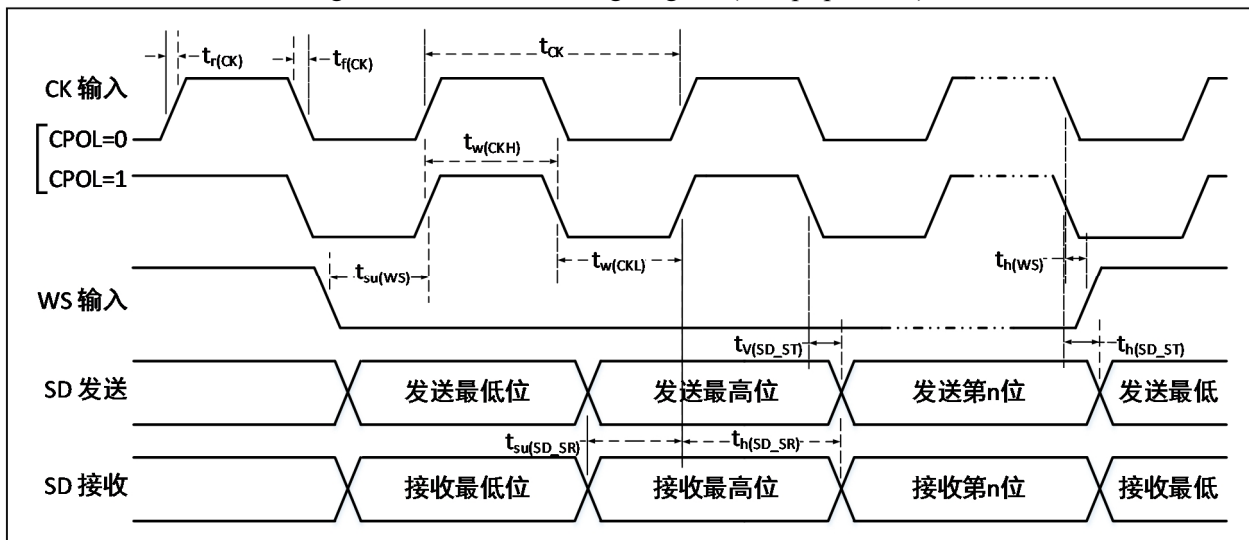 t_r(CK)
t_f(CK)
t_CK
CK 输入
CPOL=0
t_w(CKH)
CPOL=1
t_su(WS)
t_w(CKL)
t_h(WS)
WS 输入
t_V(SD_ST)
t_h(SD_ST)
SD 发送
发送最低位
发送最高位
发送第n位
发送最低
t_su(SD_SR)
t_h(SD_SR)
SD 接收
接收最低位
接收最高位
接收第n位
接收最低